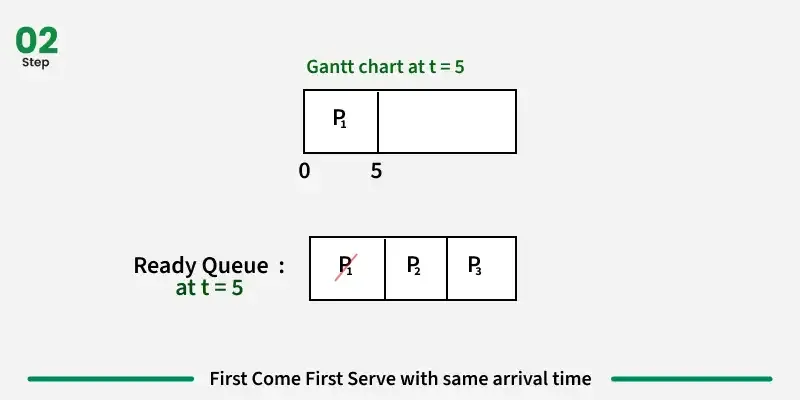 02
Step
Gantt chart at t = 5
P1
0 5
Ready Queue : P1 P2 P3
at t = 5
First Come First Serve with same arrival time